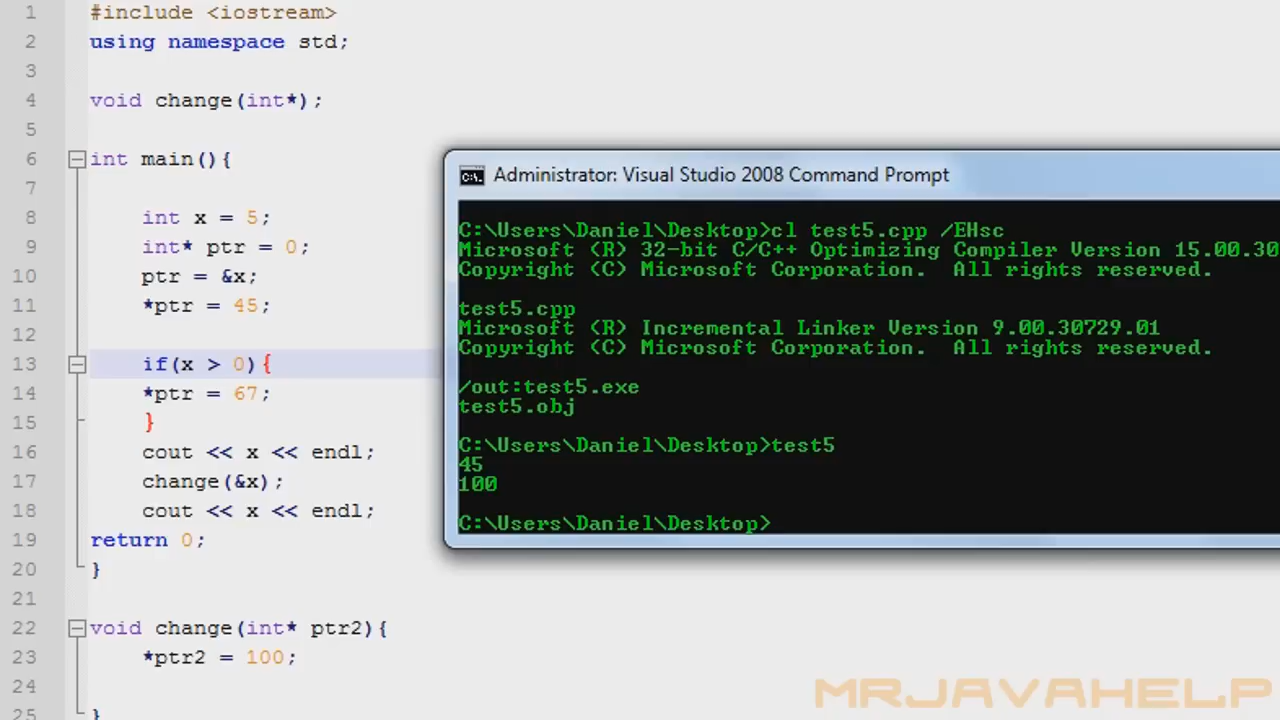 1 #include <iostream>
2 using namespace std;
3
4 void change(int*);
5
6 int main(){
7
8 int x = 5;
9 int* ptr = 0;
10 ptr = &x;
11 *ptr = 45;
12
13 if(x > 0){
14 *ptr = 67;
15 }
16 cout << x << endl;
17 change(&x);
18 cout << x << endl;
19 return 0;
20 }
21
22 void change(int* ptr2){
23 *ptr2 = 100;
24
25 }
Administrator: Visual Studio 2008 Command Prompt
C:\Users\Daniel\Desktop>cl test5.cpp /EHsc
Microsoft (R) 32-bit C/C++ Optimizing Compiler Version 15.00.30
Copyright (C) Microsoft Corporation. All rights reserved.
test5.cpp
Microsoft (R) Incremental Linker Version 9.00.30729.01
Copyright (C) Microsoft Corporation. All rights reserved.
/out:test5.exe
test5.obj
C:\Users\Daniel\Desktop>test5
45
100
C:\Users\Daniel\Desktop>
MRJAVAHELP